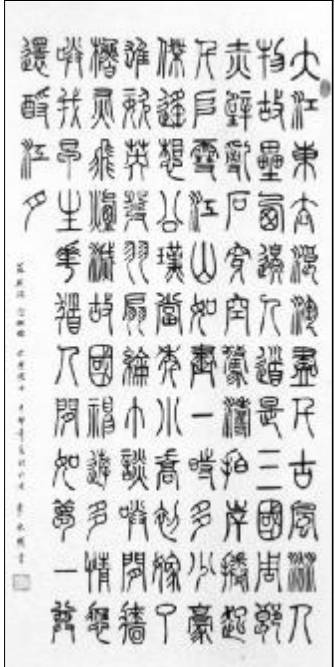 大江東去浪淘盡千古風流人
物故壘西邊人道是三國周郎
赤壁亂石穿空驚濤拍岸捲起
千堆雪江山如畫一時多少豪
傑遙想公瑾當年小喬初嫁了
雄姿英發羽扇綸巾談笑間檣
櫓灰飛煙滅故國神遊多情應
笑我早生華髮人間如夢一尊
還酹江月